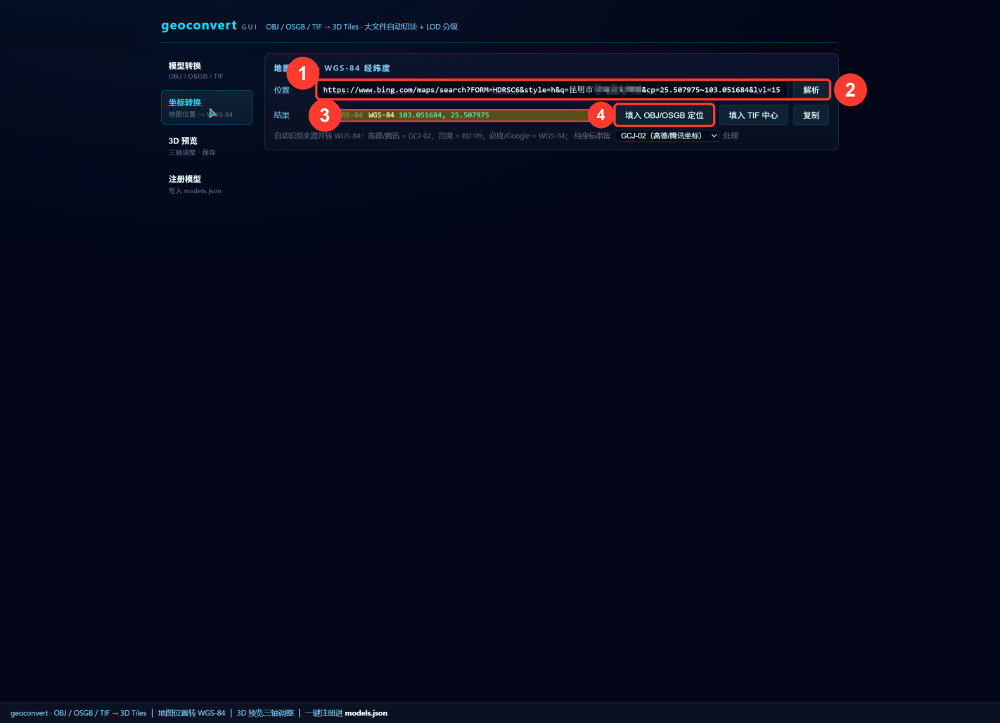 geoconvert GUI OBJ / OSGB / TIF → 3D Tiles · 大文件自动切块 + LOD 分级
模型转换
OBJ / OSGB / TIF
坐标转换
地图位置 → WGS-84
3D 预览
三轴调整 · 保存
注册模型
写入 models.json
地图 WGS-84 经纬度
1
位置 https://www.bing.com/maps/search?FORM=HDRSC6&style=h&q=昆明市 &cp=25.507975~103.051684&lvl=15 解析 2
结果 3 GS-84 WGS-84 103.051684, 25.507975 4 填入 OBJ/OSGB 定位 填入 TIF 中心 复制
自动识别来源并转 WGS-84：高德/腾讯 = GCJ-02，百度 = BD-09，必应/Google = WGS-84； 纯坐标串按 GCJ-02（高德/腾讯坐标） 处理
geoconvert · OBJ / OSGB / TIF → 3D Tiles | 地图位置转 WGS-84 | 3D 预览三轴调整 | 一键注册进 models.json